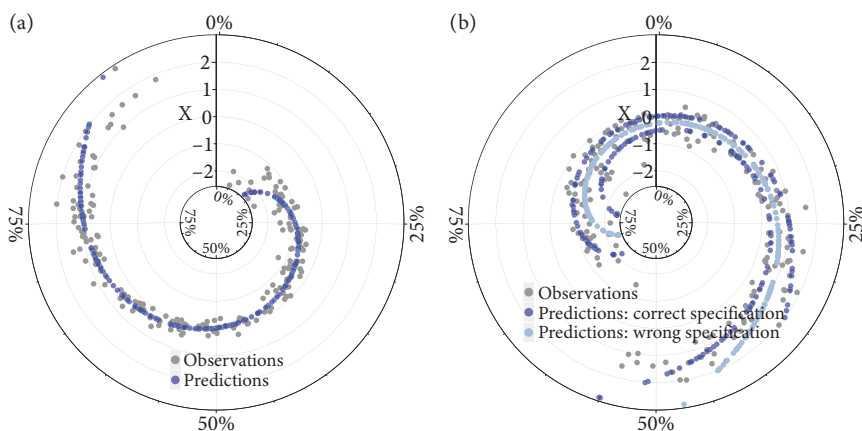 (a)
0%
2
1
X
0
−1
−2
0%
75%
25%
50%
75%
25%
Observations
Predictions
50%
(b)
0%
2
1
X
0
−1
−2
0%
75%
25%
50%
75%
25%
Observations
Predictions: correct specification
Predictions: wrong specification
50%